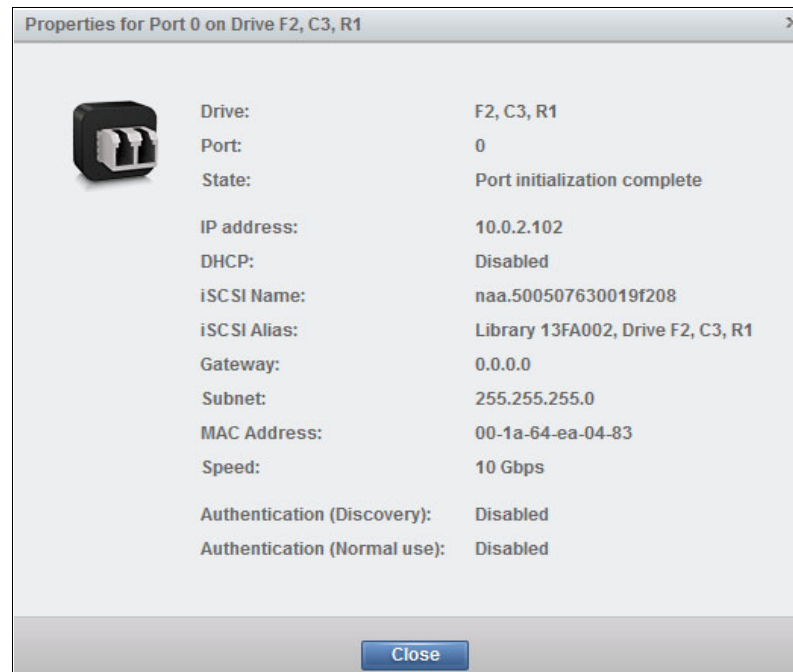 Properties for Port 0 on Drive F2, C3, R1
Drive: F2, C3, R1
Port: 0
State: Port initialization complete
IP address: 10.0.2.102
DHCP: Disabled
iSCSI Name: naa.500507630019f208
iSCSI Alias: Library 13FA002, Drive F2, C3, R1
Gateway: 0.0.0.0
Subnet: 255.255.255.0
MAC Address: 00-1a-64-ea-04-83
Speed: 10 Gbps
Authentication (Discovery): Disabled
Authentication (Normal use): Disabled
Close